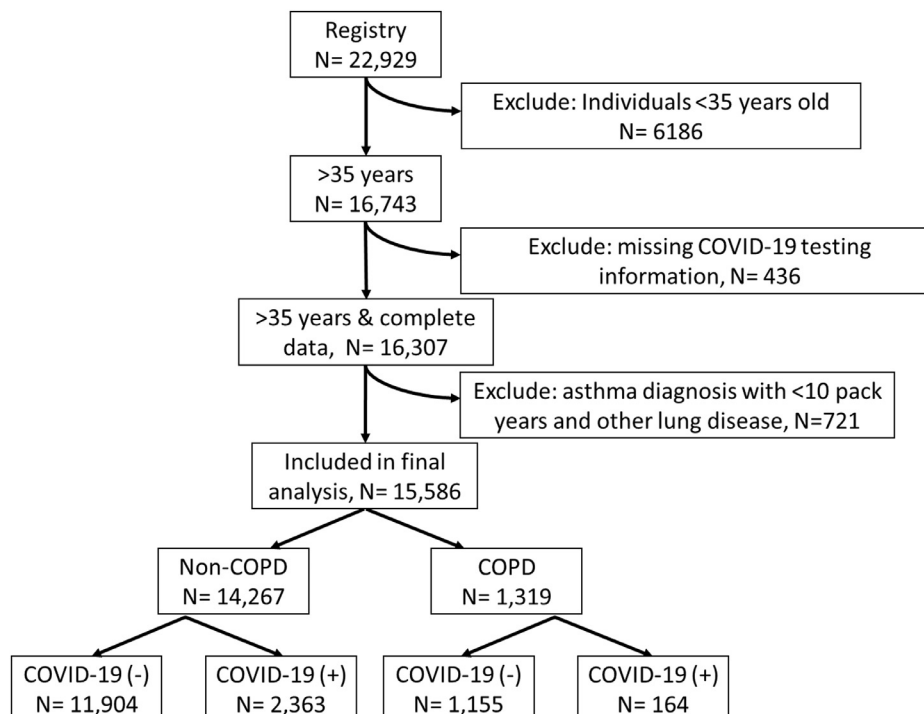 Registry
N= 22,929
Exclude: Individuals <35 years old
N= 6186
>35 years
N= 16,743
Exclude: missing COVID-19 testing
information, N= 436
>35 years & complete
data,  N= 16,307
Exclude: asthma diagnosis with <10 pack
years and other lung disease, N=721
Included in final
analysis, N= 15,586
Non-COPD
N= 14,267
COPD
N= 1,319
COVID-19 (-)
N= 11,904
COVID-19 (+)
N= 2,363
COVID-19 (-)
N= 1,155
COVID-19 (+)
N= 164